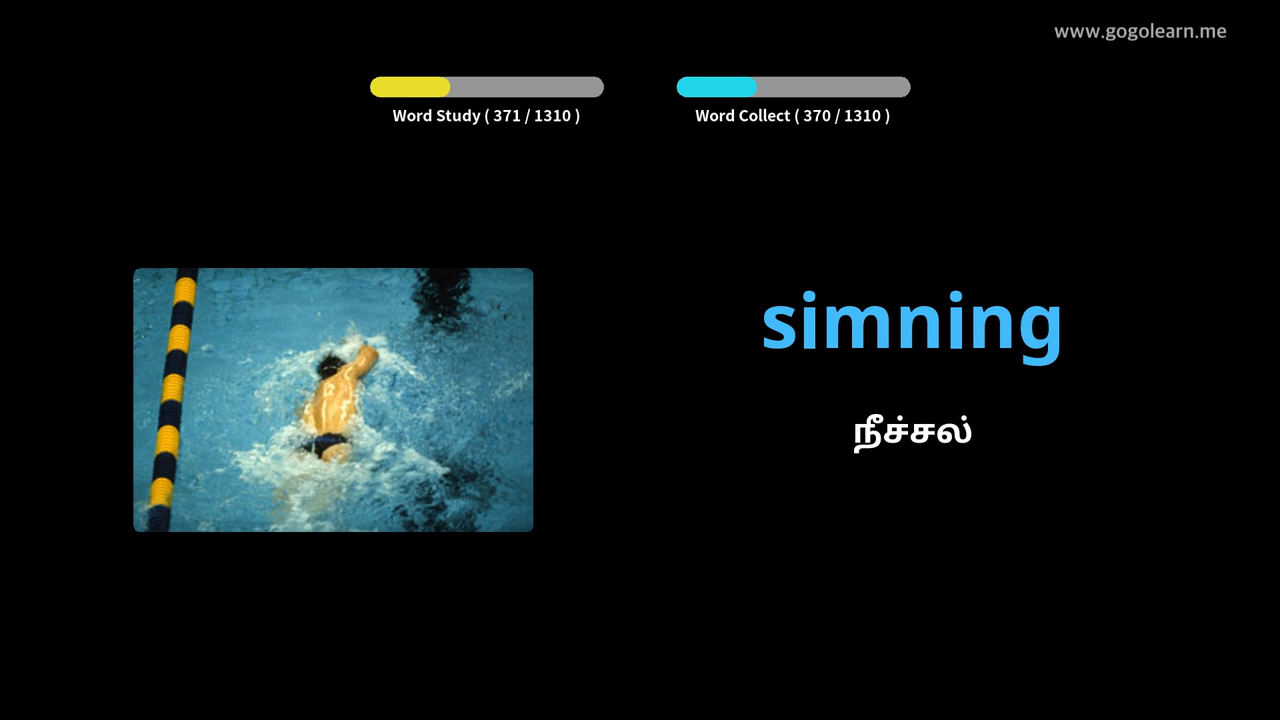 www.gogolearn.me
Word Study ( 371 / 1310 )
Word Collect ( 370 / 1310 )
simning
நீச்சல்